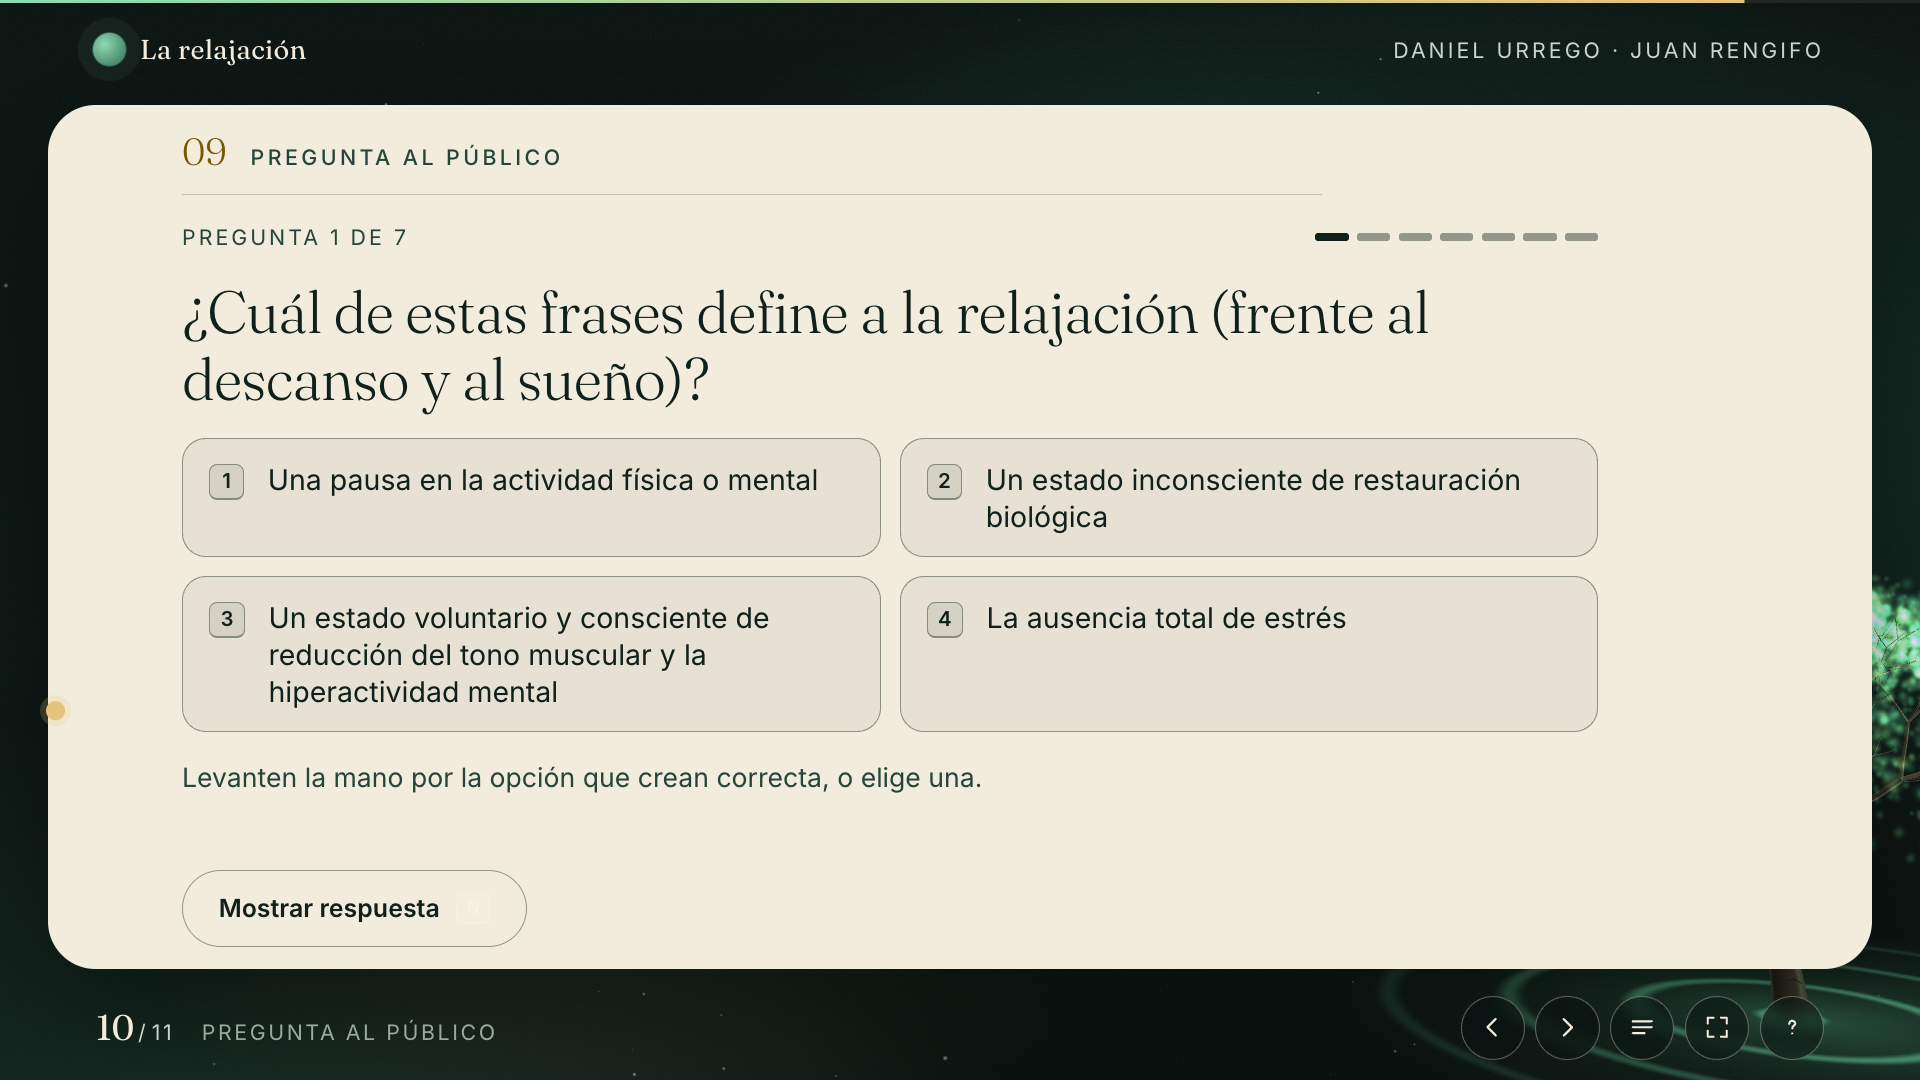 La relajación
DANIEL URREGO · JUAN RENGIFO
09 PREGUNTA AL PÚBLICO
PREGUNTA 1 DE 7
¿Cuál de estas frases define a la relajación (frente al
descanso y al sueño)?
1 Una pausa en la actividad física o mental
2 Un estado inconsciente de restauración
biológica
3 Un estado voluntario y consciente de
reducción del tono muscular y la
hiperactividad mental
4 La ausencia total de estrés
Levanten la mano por la opción que crean correcta, o elige una.
Mostrar respuesta N
10 / 11 PREGUNTA AL PÚBLICO
?